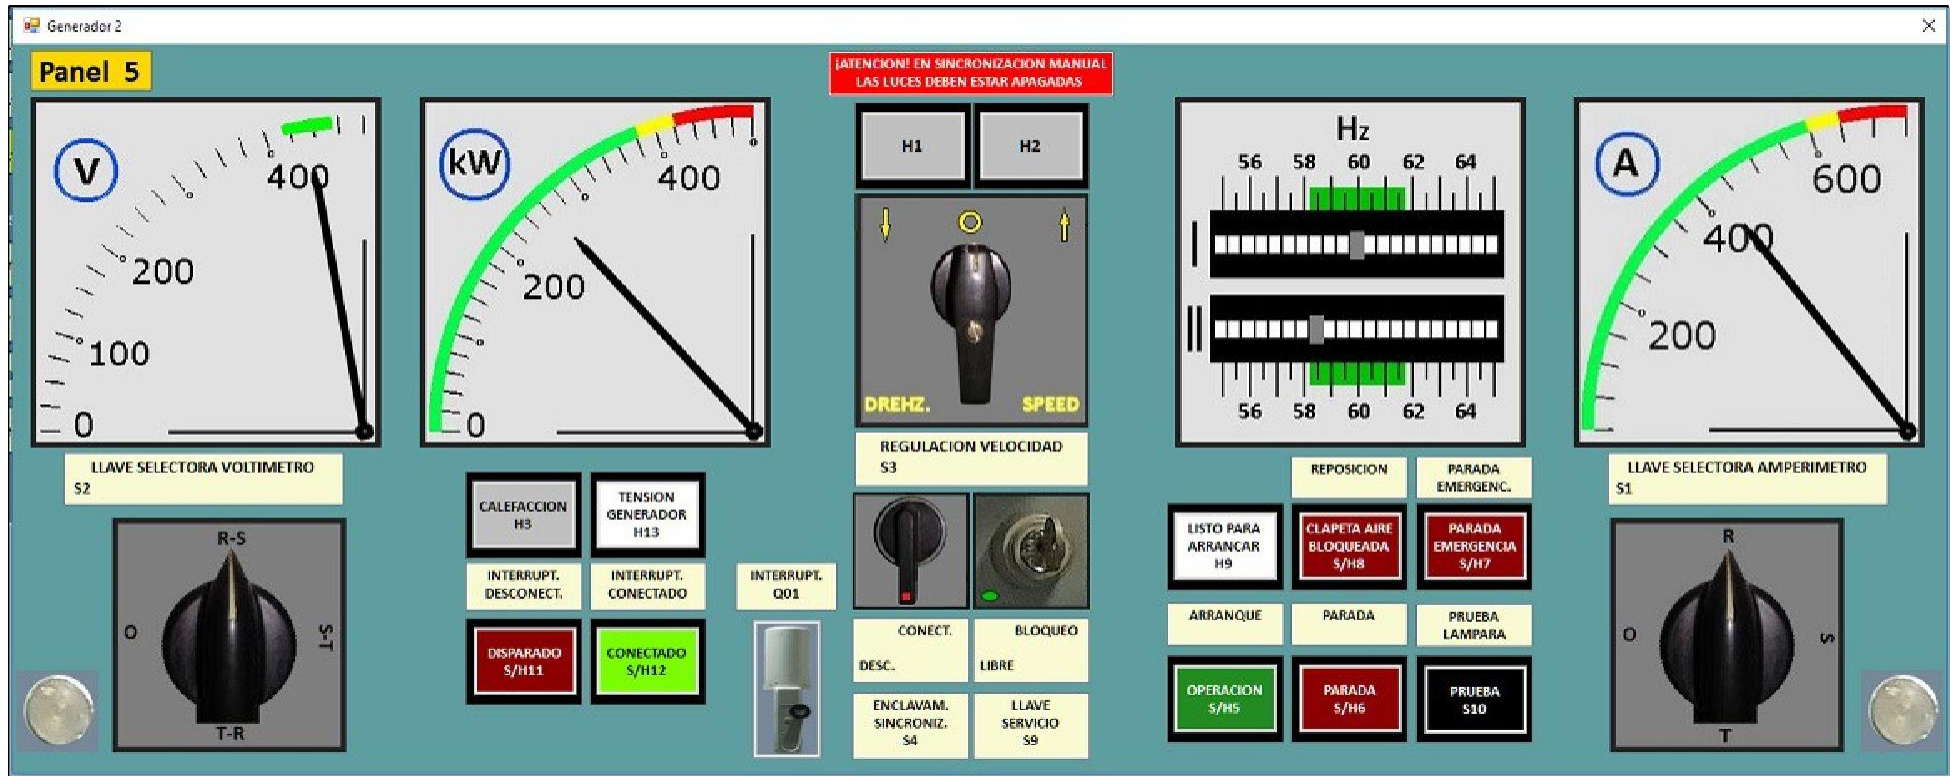 Generador 2
Panel 5
¡ATENCION! EN SINCRONIZACION MANUAL
LAS LUCES DEBEN ESTAR APAGADAS
V
400
200
100
0
LLAVE SELECTORA VOLTIMETRO
S2
R-S
O
S-T
T-R
kW
400
200
0
CALEFACCION
H3
TENSION
GENERADOR
H13
INTERRUPT.
DESCONECT.
INTERRUPT.
CONECTADO
DISPARADO
S/H11
CONECTADO
S/H12
INTERRUPT.
Q01
H1
H2
DREHZ.
SPEED
REGULACION VELOCIDAD
S3
CONECT.
DESC.
BLOQUEO
LIBRE
ENCLAVAM.
SINCRONIZ.
S4
LLAVE
SERVICIO
S9
Hz
56 58 60 62 64
I
II
56 58 60 62 64
REPOSICION
PARADA
EMERGENC.
LISTO PARA
ARRANCAR
H9
CLAPETA AIRE
BLOQUEADA
S/H8
PARADA
EMERGENCIA
S/H7
ARRANQUE
PARADA
PRUEBA
LAMPARA
OPERACION
S/H5
PARADA
S/H6
PRUEBA
S10
A
600
400
200
LLAVE SELECTORA AMPERIMETRO
S1
R
O
S
T